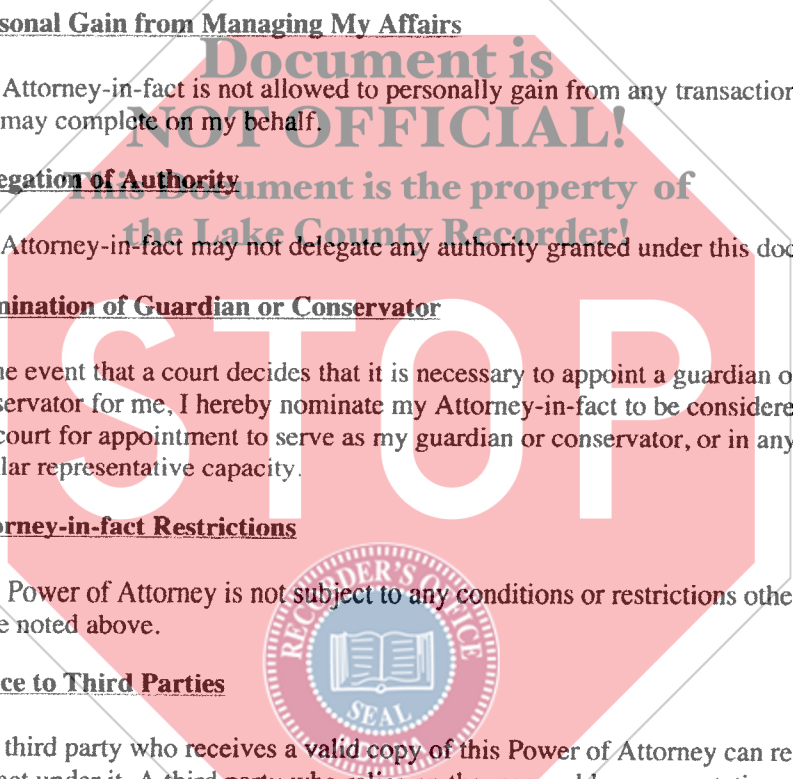 sonal Gain from Managing My Affairs
Document is
Attorney-in-fact is not allowed to personally gain from any transaction
may complete on my behalf.
NOT OFFICIAL!
egation of Authority
This Document is the property of
the Lake County Recorder!
Attorney-in-fact may not delegate any authority granted under this doc
mination of Guardian or Conservator
STOP
ne event that a court decides that it is necessary to appoint a guardian o
servator for me, I hereby nominate my Attorney-in-fact to be considere
court for appointment to serve as my guardian or conservator, or in any
lar representative capacity.
orney-in-fact Restrictions
Power of Attorney is not subject to any conditions or restrictions othe
e noted above.
RECORDER'S OFFICE
SEAL
ce to Third Parties
third party who receives a valid copy of this Power of Attorney can re